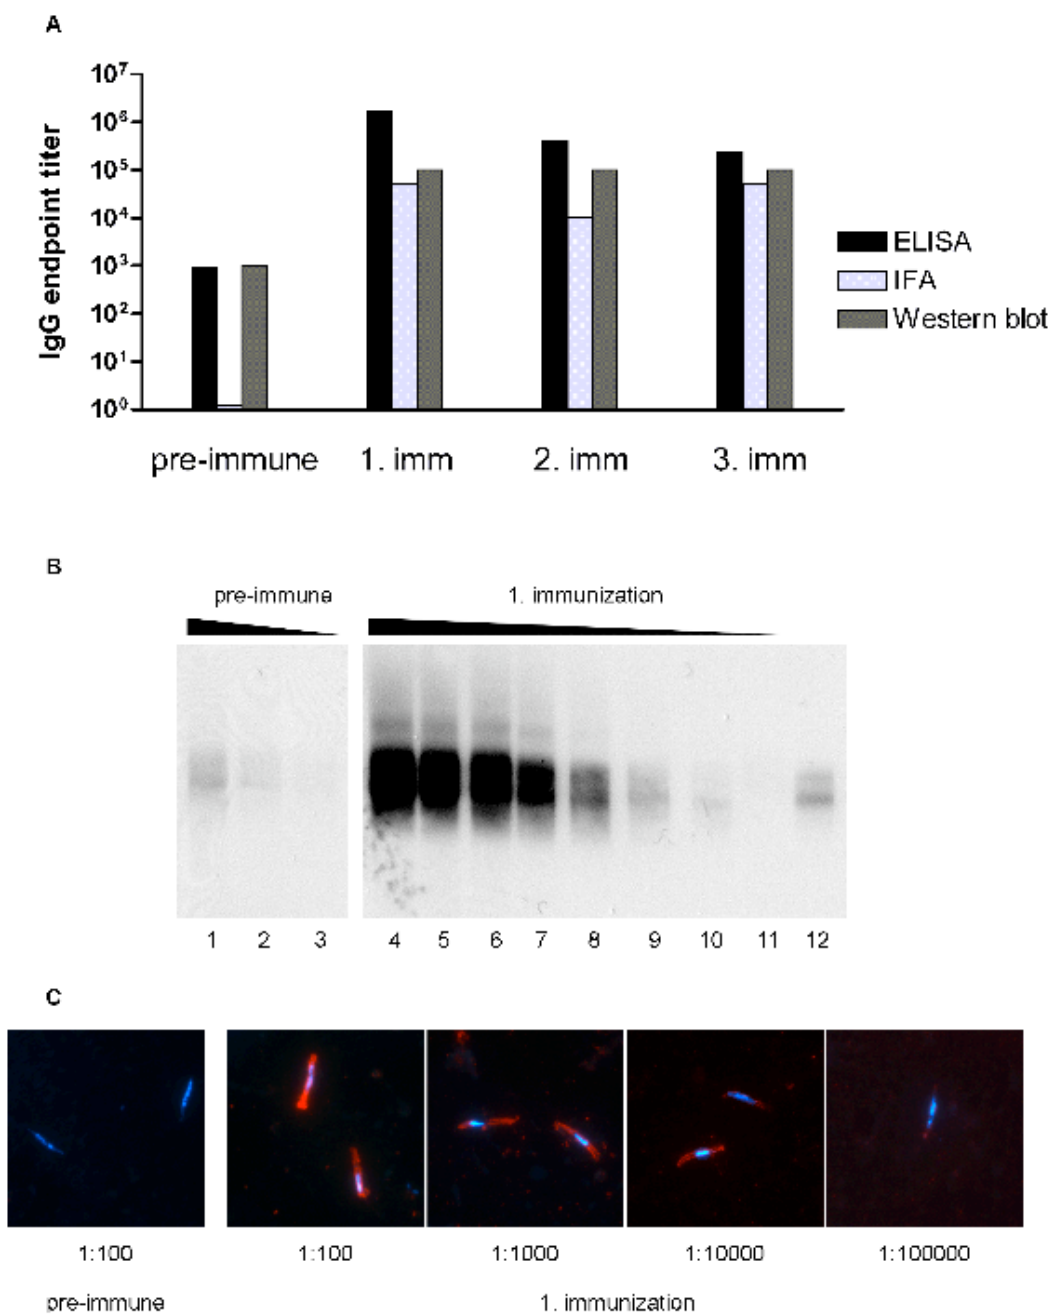 A
IgG endpoint titer
10⁷
10⁶
10⁵
10⁴
10³
10²
10¹
10⁰
pre-immune 1. imm 2. imm 3. imm
ELISA
IFA
Western blot
B
pre-immune 1. immunization
1 2 3 4 5 6 7 8 9 10 11 12
C
1:100 1:100 1:1000 1:10000 1:100000
pre-immune 1. immunization